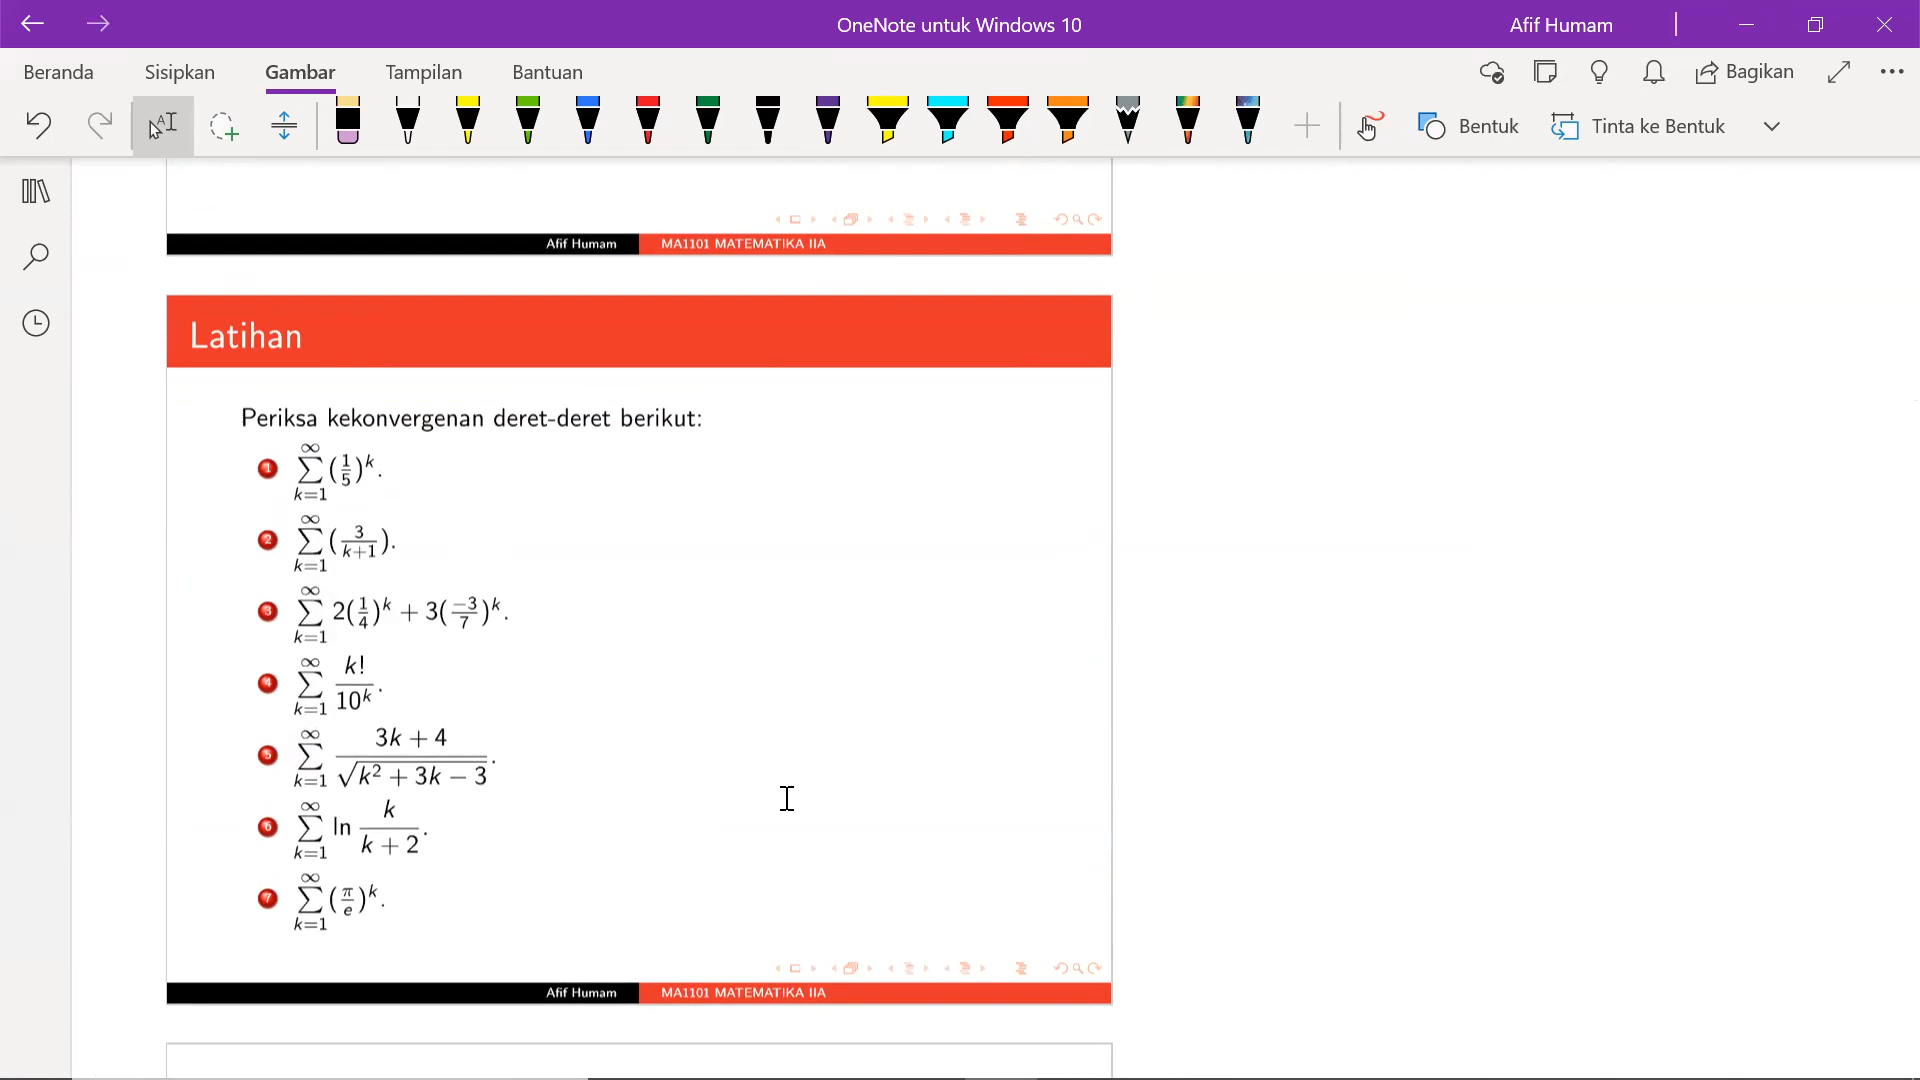 OneNote untuk Windows 10
Afif Humam
Beranda Sisipkan Gambar Tampilan Bantuan
Bagikan
Bentuk
Tinta ke Bentuk
Afif Humam MA1101 MATEMATIKA IIA
Latihan
Periksa kekonvergenan deret-deret berikut:
1 ∑_{k=1}^{∞} (1/5)^k.
2 ∑_{k=1}^{∞} (3/(k+1)).
3 ∑_{k=1}^{∞} 2(1/4)^k + 3(−3/7)^k.
4 ∑_{k=1}^{∞} k!/10^k.
5 ∑_{k=1}^{∞} (3k + 4)/√(k² + 3k − 3).
6 ∑_{k=1}^{∞} ln k/(k + 2).
7 ∑_{k=1}^{∞} (π/e)^k.
Afif Humam MA1101 MATEMATIKA IIA